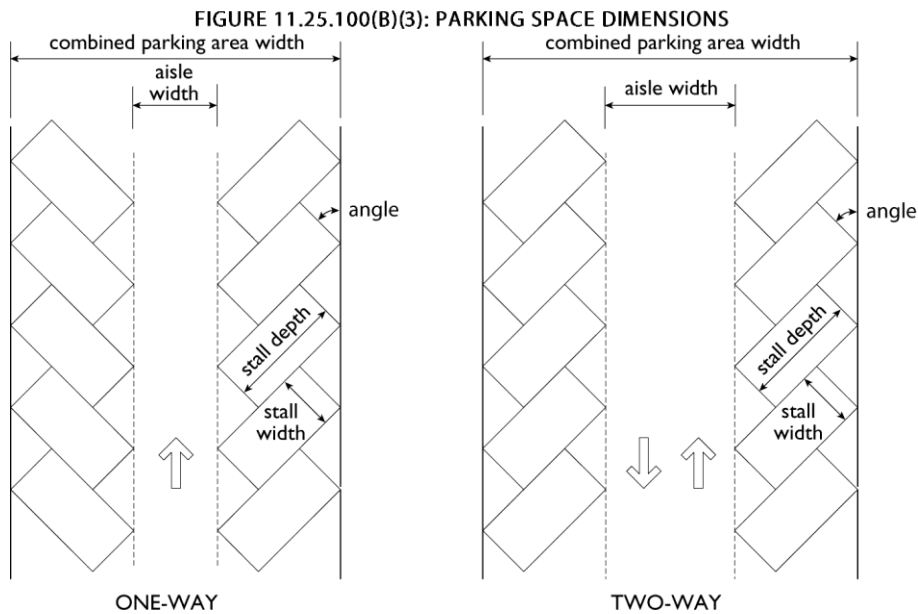 FIGURE 11.25.100(B)(3): PARKING SPACE DIMENSIONS
combined parking area width
aisle
width
angle
stall depth
stall
width
ONE-WAY
combined parking area width
aisle width
angle
stall depth
stall
width
TWO-WAY